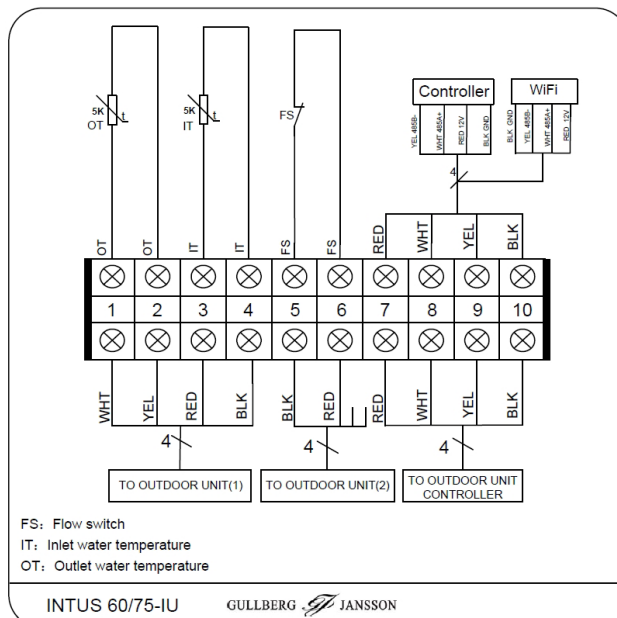 Controller
WiFi
YEL 485B-
WHT 485A+
RED 12V
BLK GND
BLK GND
YEL 485B-
WHT 485A+
RED 12V
5K
t
OT
5K
t
IT
FS
4
OT
OT
IT
IT
FS
FS
RED
WHT
YEL
BLK
1 2 3 4 5 6 7 8 9 10
WHT
YEL
RED
BLK
BLK
RED
RED
WHT
YEL
BLK
4
4
4
TO OUTDOOR UNIT(1)
TO OUTDOOR UNIT(2)
TO OUTDOOR UNIT
CONTROLLER
FS: Flow switch
IT: Inlet water temperature
OT: Outlet water temperature
INTUS 60/75-IU
GULLBERG JANSSON